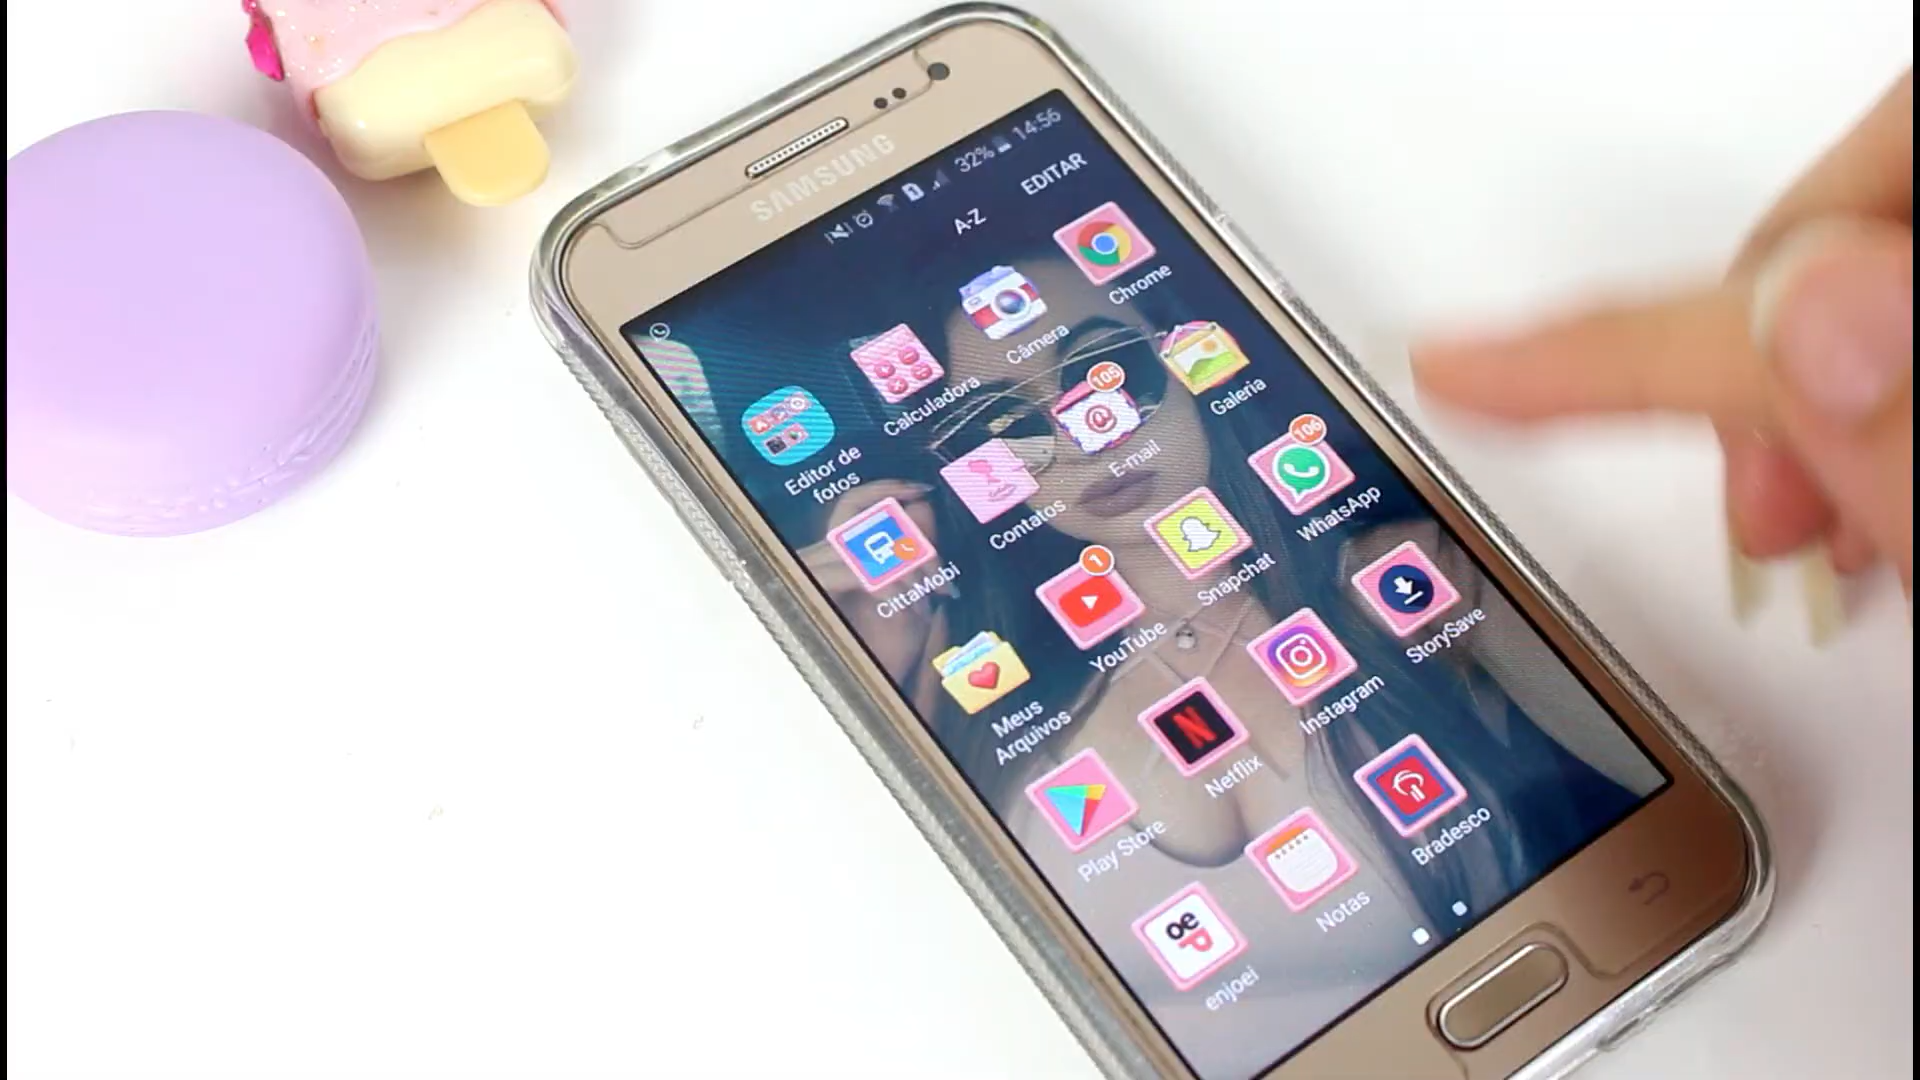 SAMSUNG
32% 14:56
A-Z
EDITAR
Editor de
fotos
Calculadora
Câmera
Chrome
CittaMobi
Contatos
E-mail
105
Galeria
Meus
Arquivos
YouTube
1
Snapchat
WhatsApp
106
Play Store
Netflix
N
Instagram
StorySave
enjoei
Notas
Bradesco